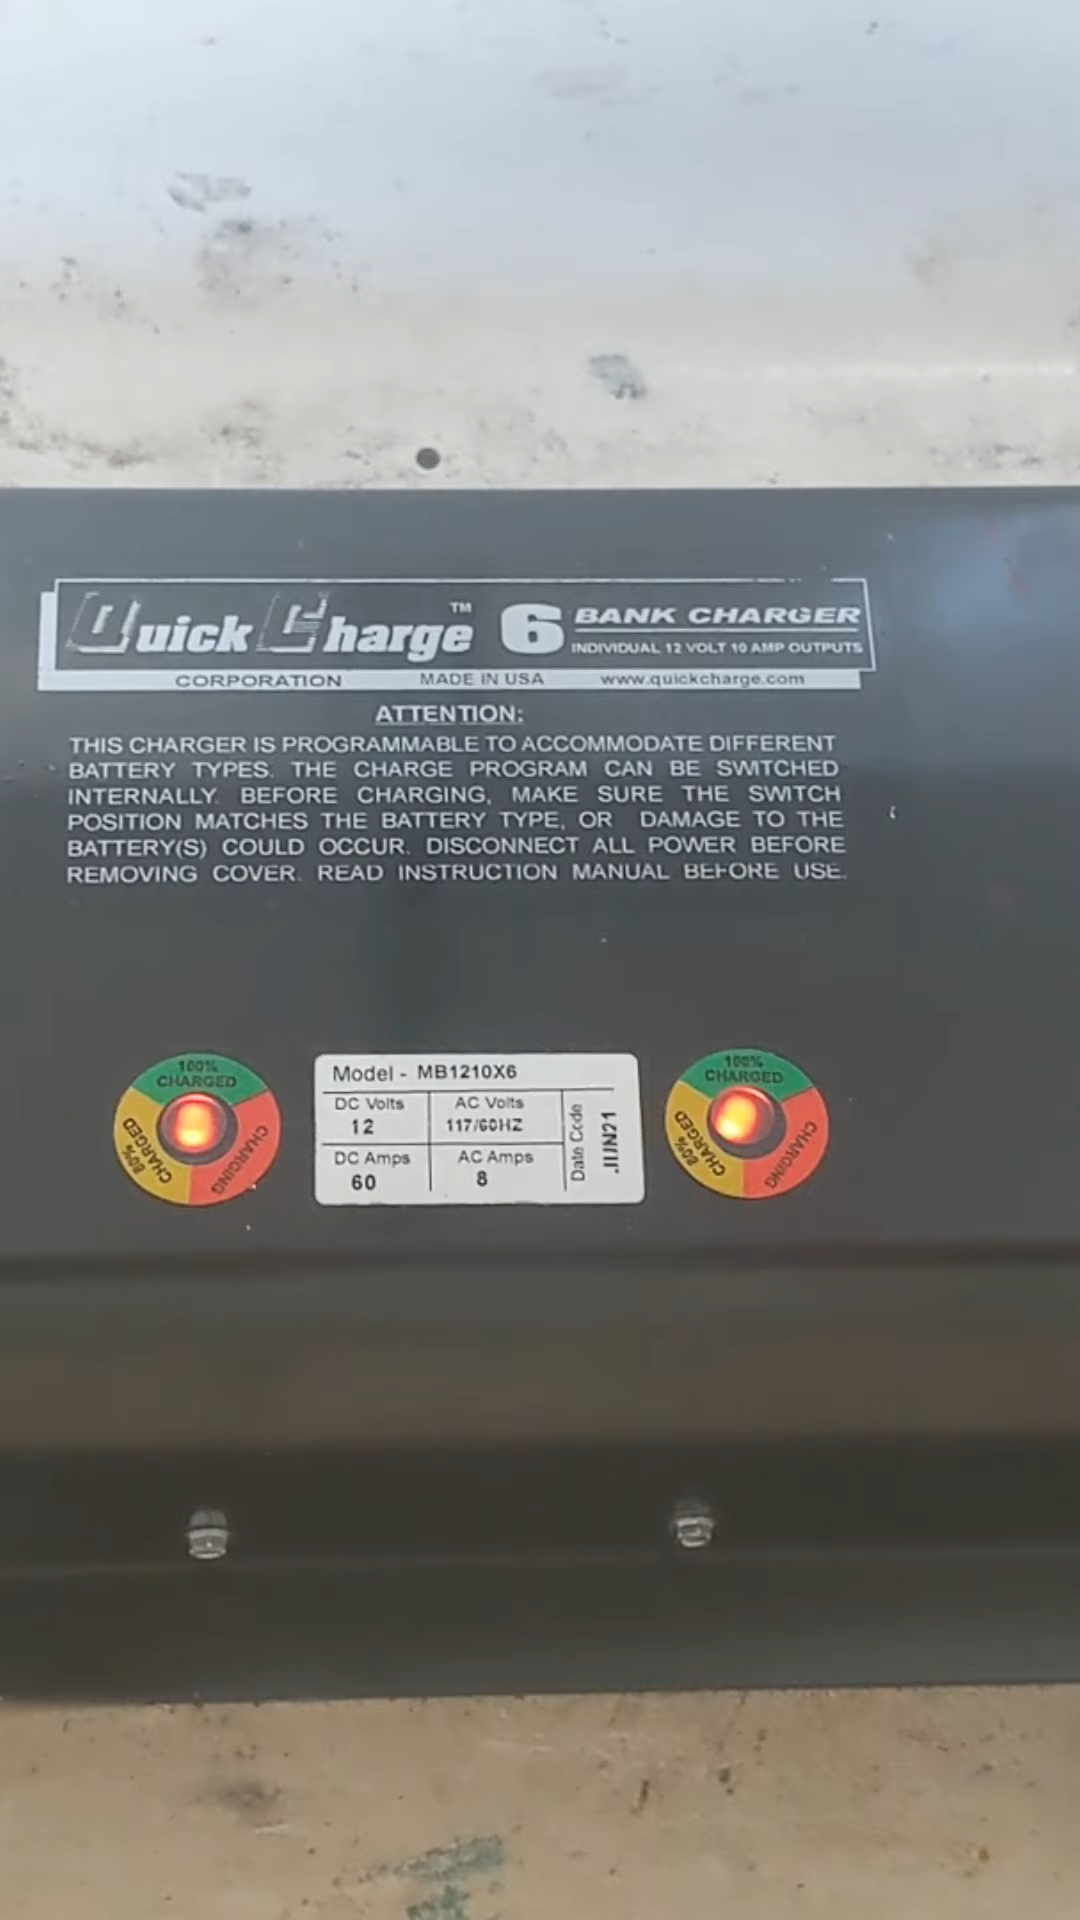 Quick Charge™ 6 BANK CHARGER
INDIVIDUAL 12 VOLT 10 AMP OUTPUTS
CORPORATION MADE IN USA www.quickcharge.com
ATTENTION:
THIS CHARGER IS PROGRAMMABLE TO ACCOMMODATE DIFFERENT
BATTERY TYPES. THE CHARGE PROGRAM CAN BE SWITCHED
INTERNALLY. BEFORE CHARGING, MAKE SURE THE SWITCH
POSITION MATCHES THE BATTERY TYPE, OR DAMAGE TO THE
BATTERY(S) COULD OCCUR. DISCONNECT ALL POWER BEFORE
REMOVING COVER. READ INSTRUCTION MANUAL BEFORE USE.
100%
CHARGED
80%
CHARGED
CHARGING
Model - MB1210X6
DC Volts AC Volts
12 117/60HZ
DC Amps AC Amps
60 8
Date Code
JUN21
100%
CHARGED
80%
CHARGED
CHARGING